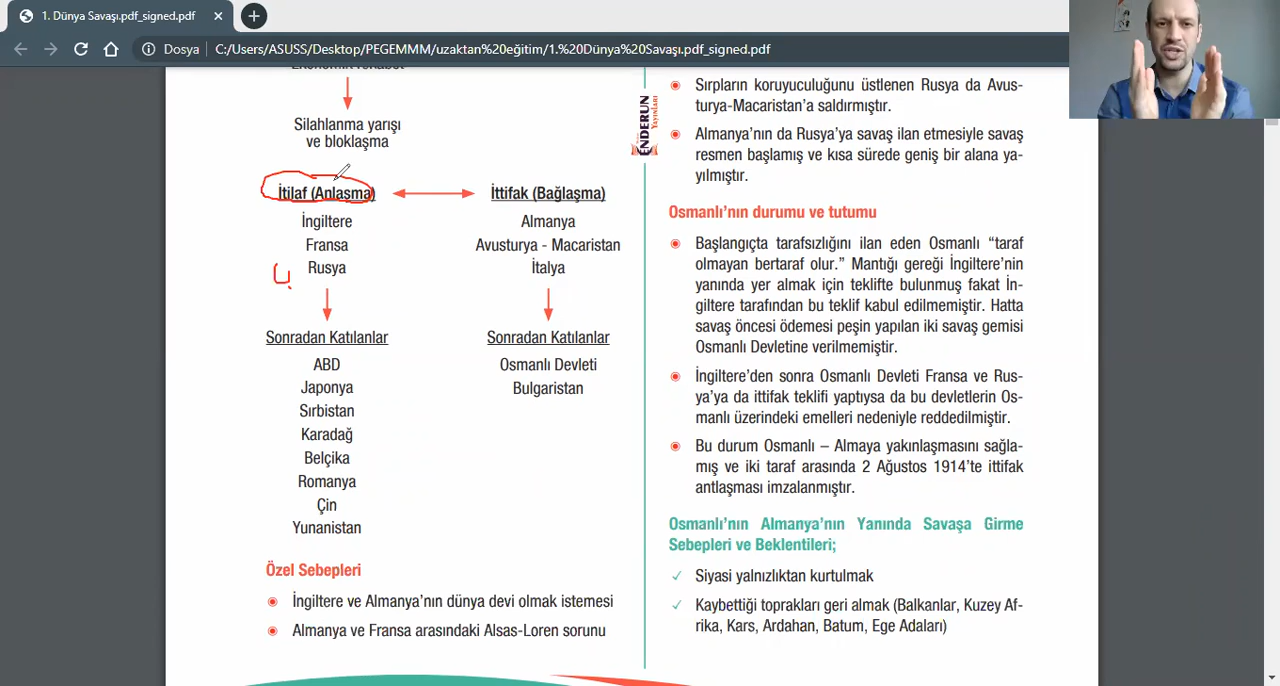 1. Dünya Savaşı.pdf_signed.pdf
Dosya
C:/Users/ASUSS/Desktop/PEGEMMM/uzaktan%20eğitim/1.%20Dünya%20Savaşı.pdf_signed.pdf
Ekonomik rekabet
Silahlanma yarışı
ve bloklaşma
İtilaf (Anlaşma)
İngiltere
Fransa
Rusya
Sonradan Katılanlar
ABD
Japonya
Sırbistan
Karadağ
Belçika
Romanya
Çin
Yunanistan
İttifak (Bağlaşma)
Almanya
Avusturya - Macaristan
İtalya
Sonradan Katılanlar
Osmanlı Devleti
Bulgaristan
Özel Sebepleri
İngiltere ve Almanya’nın dünya devi olmak istemesi
Almanya ve Fransa arasındaki Alsas-Loren sorunu
ENDERUN
YAYINLARI
Sırpların koruyuculuğunu üstlenen Rusya da Avus-
turya-Macaristan’a saldırmıştır.
Almanya’nın da Rusya’ya savaş ilan etmesiyle savaş
resmen başlamış ve kısa sürede geniş bir alana ya-
yılmıştır.
Osmanlı’nın durumu ve tutumu
Başlangıçta tarafsızlığını ilan eden Osmanlı “taraf
olmayan bertaraf olur.” Mantığı gereği İngiltere’nin
yanında yer almak için teklifte bulunmuş fakat İn-
giltere tarafından bu teklif kabul edilmemiştir. Hatta
savaş öncesi ödemesi peşin yapılan iki savaş gemisi
Osmanlı Devletine verilmemiştir.
İngiltere’den sonra Osmanlı Devleti Fransa ve Rus-
ya’ya da ittifak teklifi yaptıysa da bu devletlerin Os-
manlı üzerindeki emelleri nedeniyle reddedilmiştir.
Bu durum Osmanlı – Almaya yakınlaşmasını sağla-
mış ve iki taraf arasında 2 Ağustos 1914’te ittifak
antlaşması imzalanmıştır.
Osmanlı’nın Almanya’nın Yanında Savaşa Girme
Sebepleri ve Beklentileri;
Siyasi yalnızlıktan kurtulmak
Kaybettiği toprakları geri almak (Balkanlar, Kuzey Af-
rika, Kars, Ardahan, Batum, Ege Adaları)